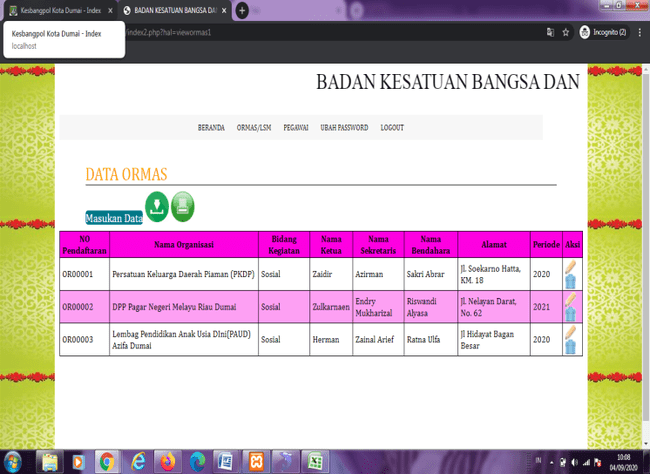 Kesbangpol Kota Dumai - Index
BADAN KESATUAN BANGSA DA
Kesbangpol Kota Dumai - Index
localhost
/index2.php?hal=viewormas1
Incognito (2)
BADAN KESATUAN BANGSA DAN
BERANDA ORMAS/LSM PEGAWAI UBAH PASSWORD LOGOUT
DATA ORMAS
Masukan Data
NO Pendaftaran Nama Organisasi Bidang Kegiatan Nama Ketua Nama Sekretaris Nama Bendahara Alamat Periode Aksi
OR00001 Persatuan Keluarga Daerah Piaman (PKDP) Sosial Zaidir Azirman Sakri Abrar Jl. Soekarno Hatta, KM. 18 2020
OR00002 DPP Pagar Negeri Melayu Riau Dumai Sosial Zulkarnaen Endry Mukharizal Riswandi Alyasa Jl. Nelayan Darat, No. 62 2021
OR00003 Lembag Pendidikan Anak Usia DIni(PAUD) Azifa Dumai Sosial Herman Zainal Arief Ratna Ulfa Jl Hidayat Bagan Besar 2020
IN
10:08
04/09/2020